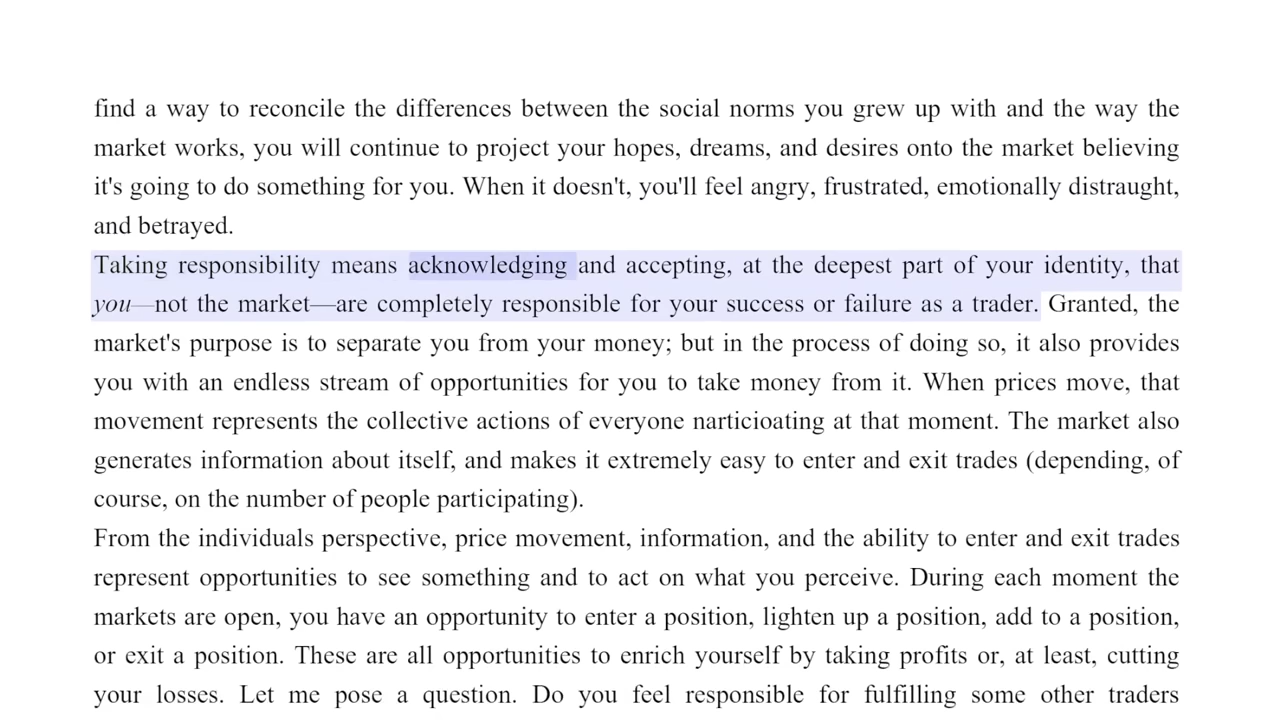 find a way to reconcile the differences between the social norms you grew up with and the way the
market works, you will continue to project your hopes, dreams, and desires onto the market believing
it's going to do something for you. When it doesn't, you'll feel angry, frustrated, emotionally distraught,
and betrayed.
Taking responsibility means acknowledging and accepting, at the deepest part of your identity, that
you—not the market—are completely responsible for your success or failure as a trader. Granted, the
market's purpose is to separate you from your money; but in the process of doing so, it also provides
you with an endless stream of opportunities for you to take money from it. When prices move, that
movement represents the collective actions of everyone narticioating at that moment. The market also
generates information about itself, and makes it extremely easy to enter and exit trades (depending, of
course, on the number of people participating).
From the individuals perspective, price movement, information, and the ability to enter and exit trades
represent opportunities to see something and to act on what you perceive. During each moment the
markets are open, you have an opportunity to enter a position, lighten up a position, add to a position,
or exit a position. These are all opportunities to enrich yourself by taking profits or, at least, cutting
your losses. Let me pose a question. Do you feel responsible for fulfilling some other traders